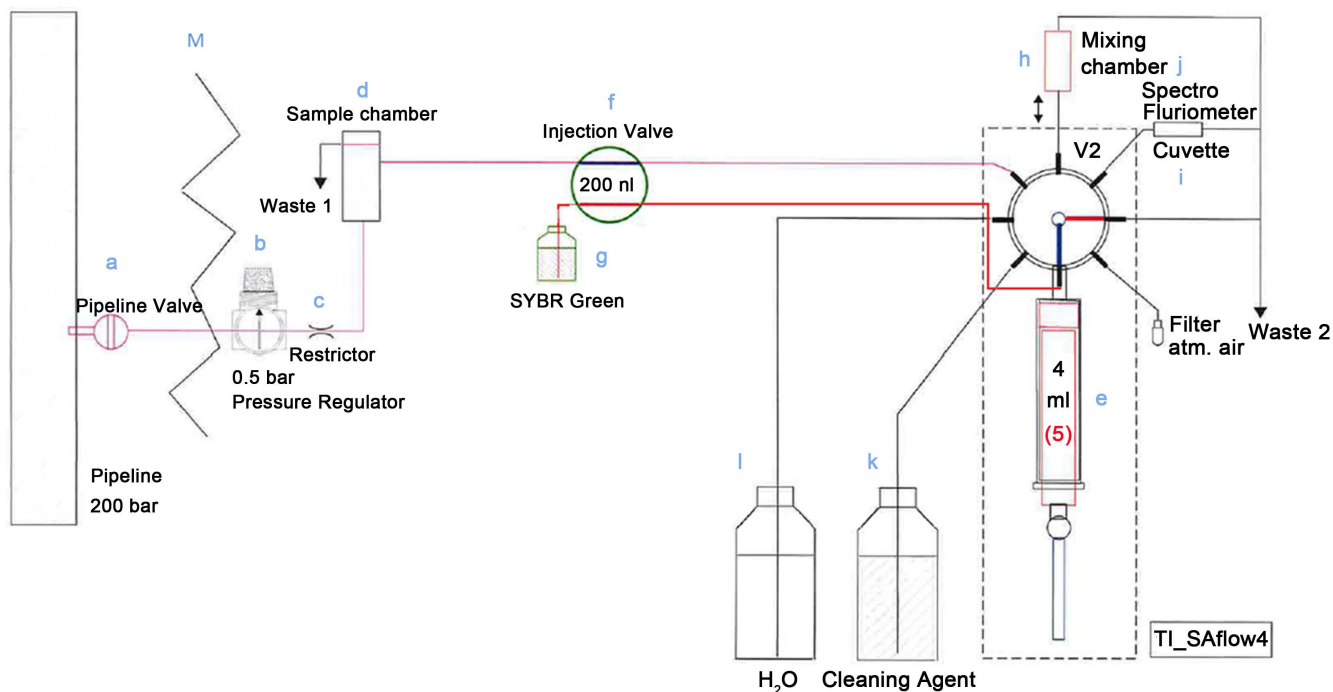 M
h
Mixing
chamber
j
d
f
Spectro
Sample chamber
Fluriometer
Injection Valve
V2
Cuvette
200 nl
i
Waste 1
b
g
a
c
SYBR Green
Pipeline Valve
Filter
atm. air
Waste 2
Restrictor
0.5 bar
Pressure Regulator
4
ml
(5)
e
l
k
Pipeline
200 bar
TI_SAflow4
H₂O
Cleaning Agent